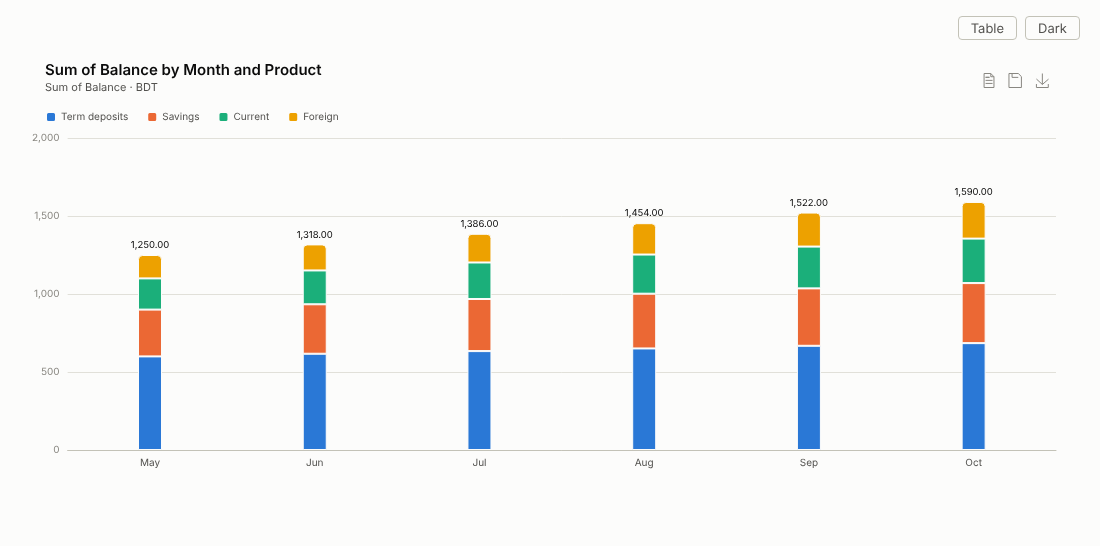 Table Dark
Sum of Balance by Month and Product
Sum of Balance · BDT
Term deposits Savings Current Foreign
2,000
1,590.00
1,522.00
1,500
1,454.00
1,386.00
1,318.00
1,250.00
1,000
500
0
May Jun Jul Aug Sep Oct